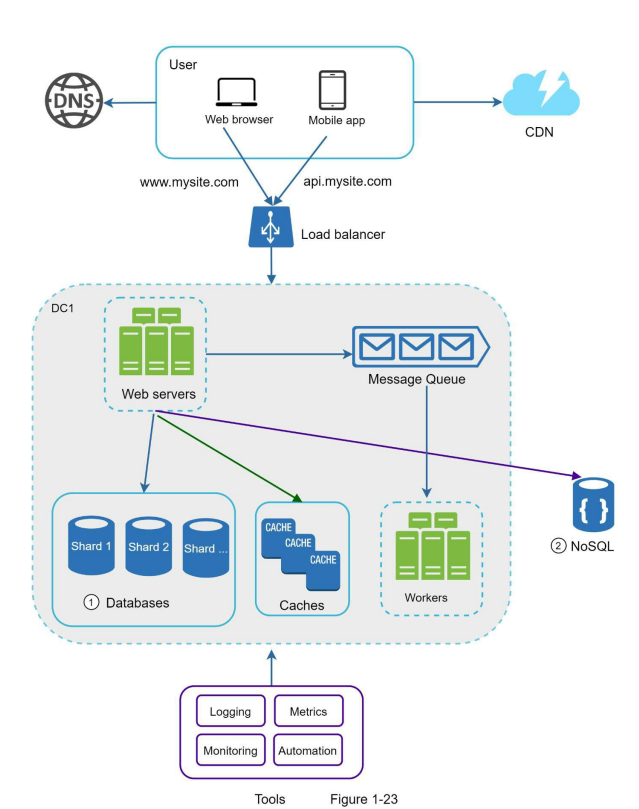 User
DNS
Web browser
Mobile app
CDN
www.mysite.com
api.mysite.com
Load balancer
DC1
Web servers
Message Queue
Shard 1
Shard 2
Shard ...
1 Databases
CACHE
CACHE
CACHE
Caches
Workers
{ }
2 NoSQL
Logging
Metrics
Monitoring
Automation
Tools
Figure 1-23